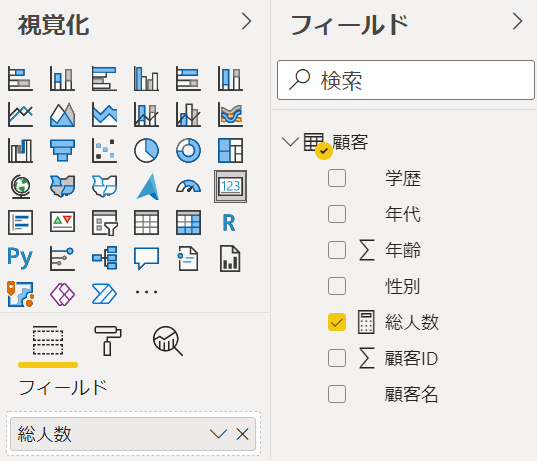 視覚化
123
R
Py
フィールド
総人数
フィールド
検索
顧客
学歴
年代
年齢
性別
総人数
顧客ID
顧客名